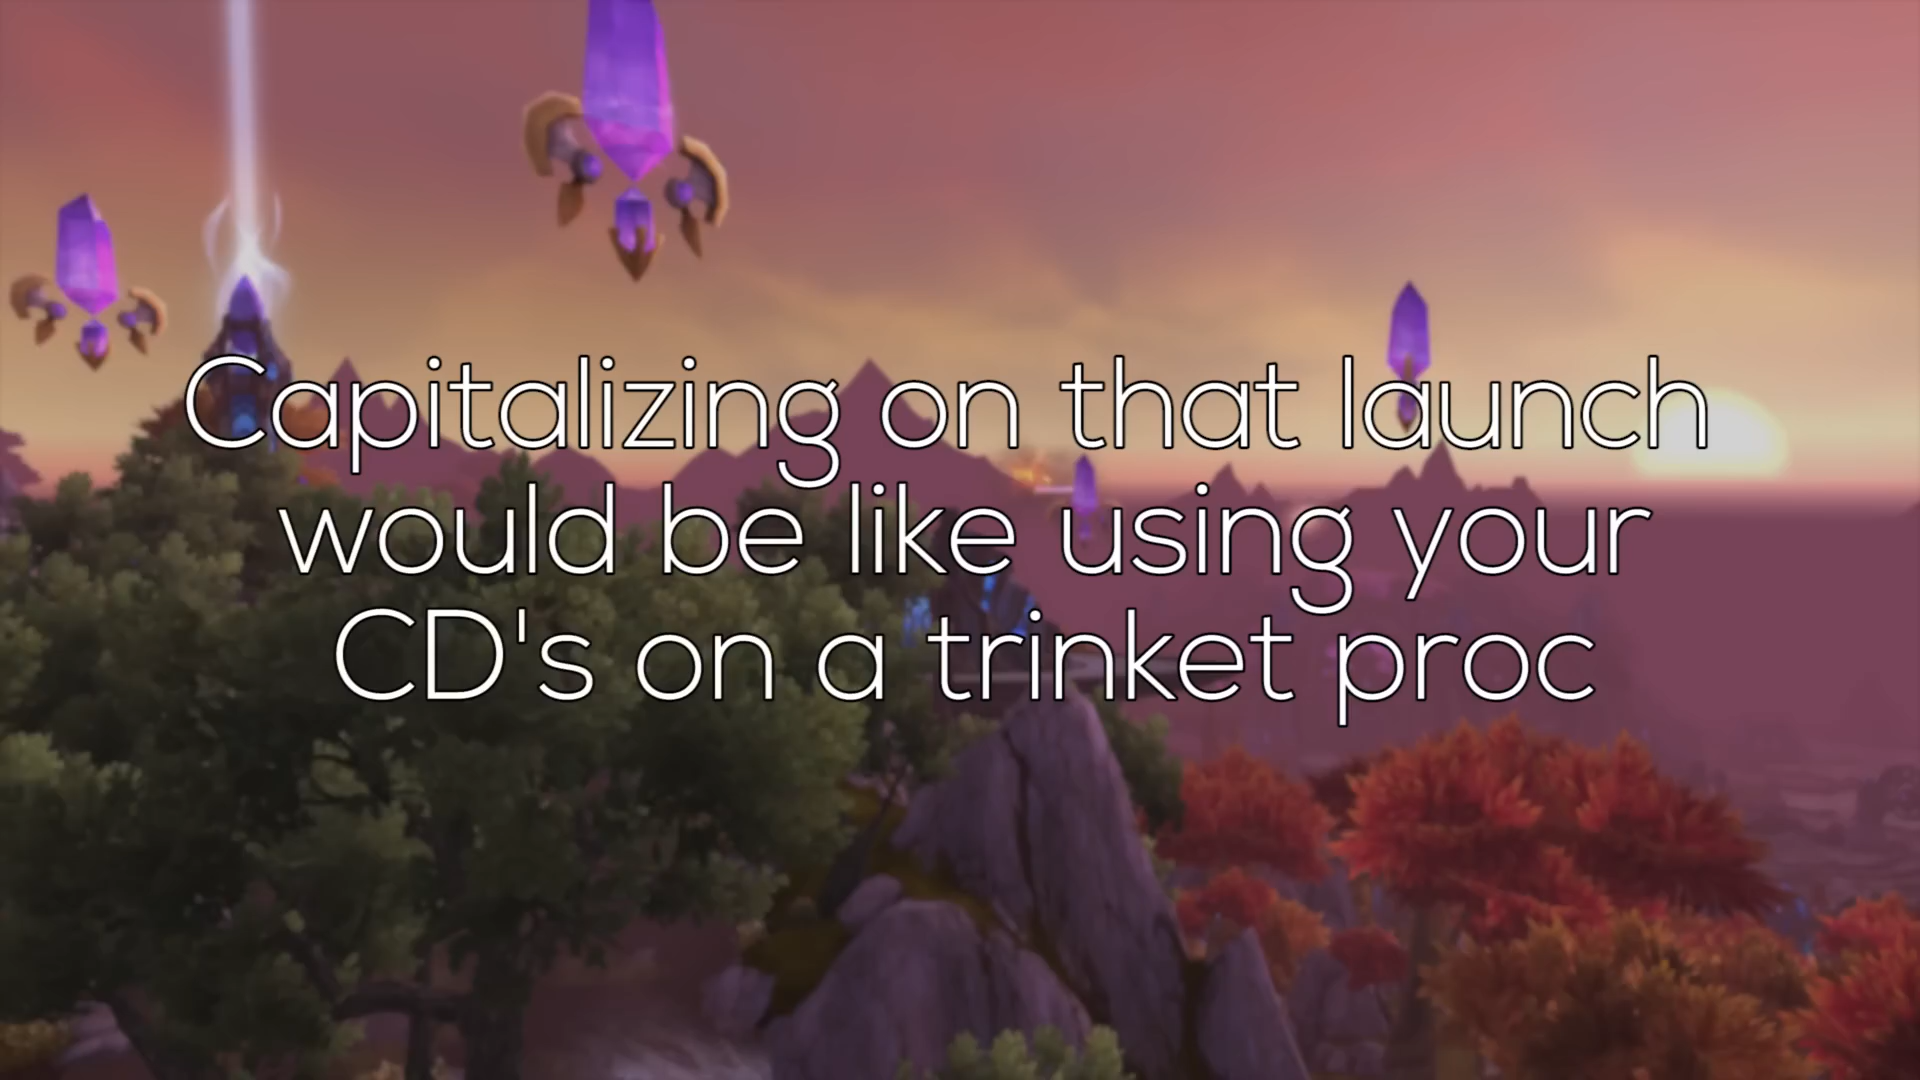 Capitalizing on that launch
would be like using your
CD's on a trinket proc